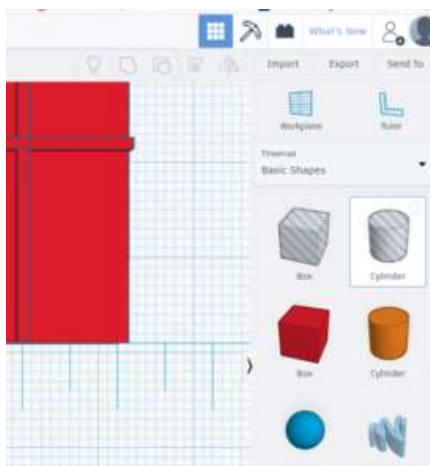 What's New
Import Export Send To
Workplane Ruler
Tinkercad
Basic Shapes
Box Cylinder
Box Cylinder